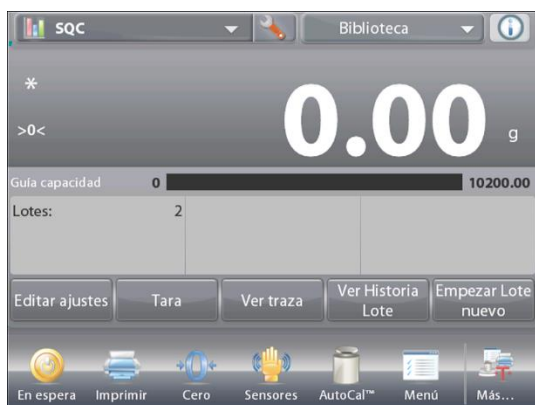 SQC
Biblioteca
*
>0<
0.00 g
Guía capacidad 0 10200.00
Lotes: 2
Editar ajustes
Tara
Ver traza
Ver Historia
Lote
Empezar Lote
nuevo
En espera
Imprimir
Cero
Sensores
AutoCal™
Menú
Más...